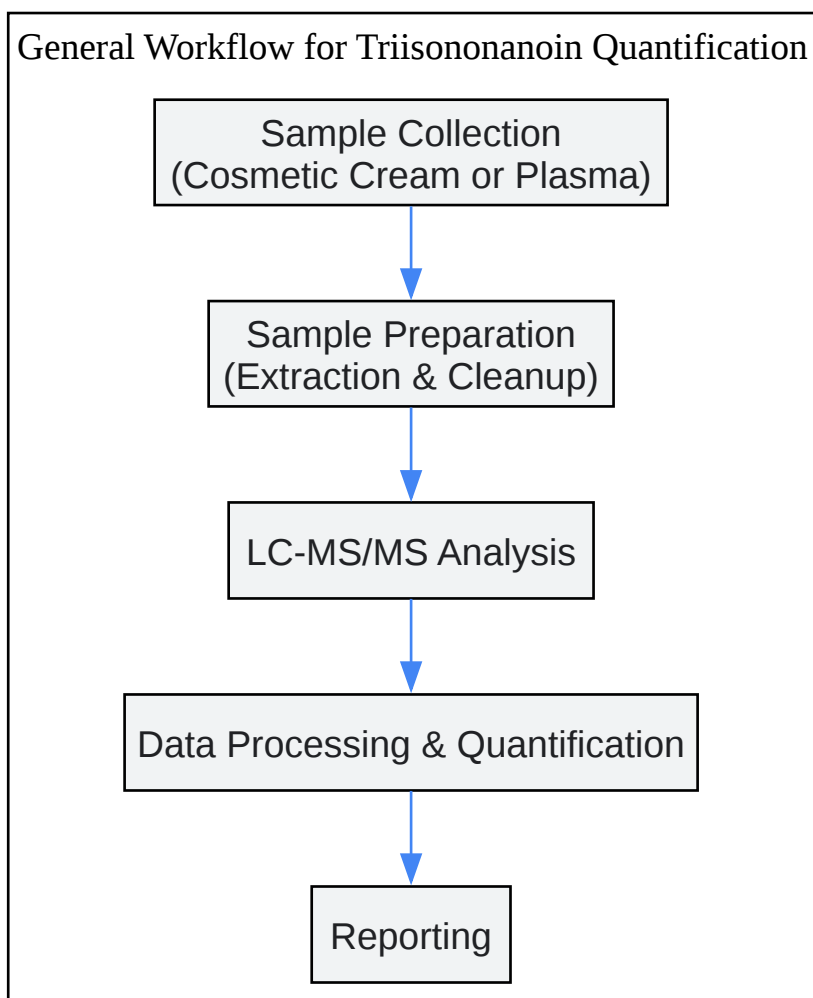 General Workflow for Triisononanoin Quantification
Sample Collection
(Cosmetic Cream or Plasma)
Sample Preparation
(Extraction & Cleanup)
LC-MS/MS Analysis
Data Processing & Quantification
Reporting